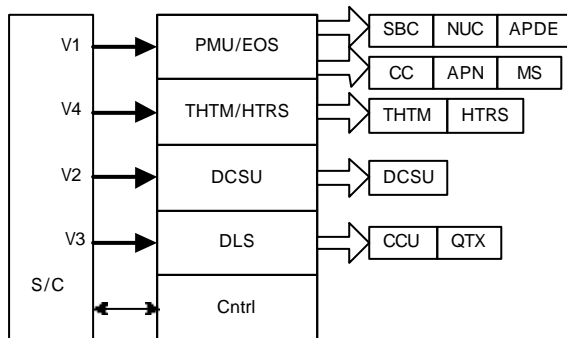 V1 PMU/EOS SBC NUC APDE
CC APN MS
V4 THTM/HTRS THTM HTRS
V2 DCSU DCSU
V3 DLS CCU QTX
S/C Cntrl